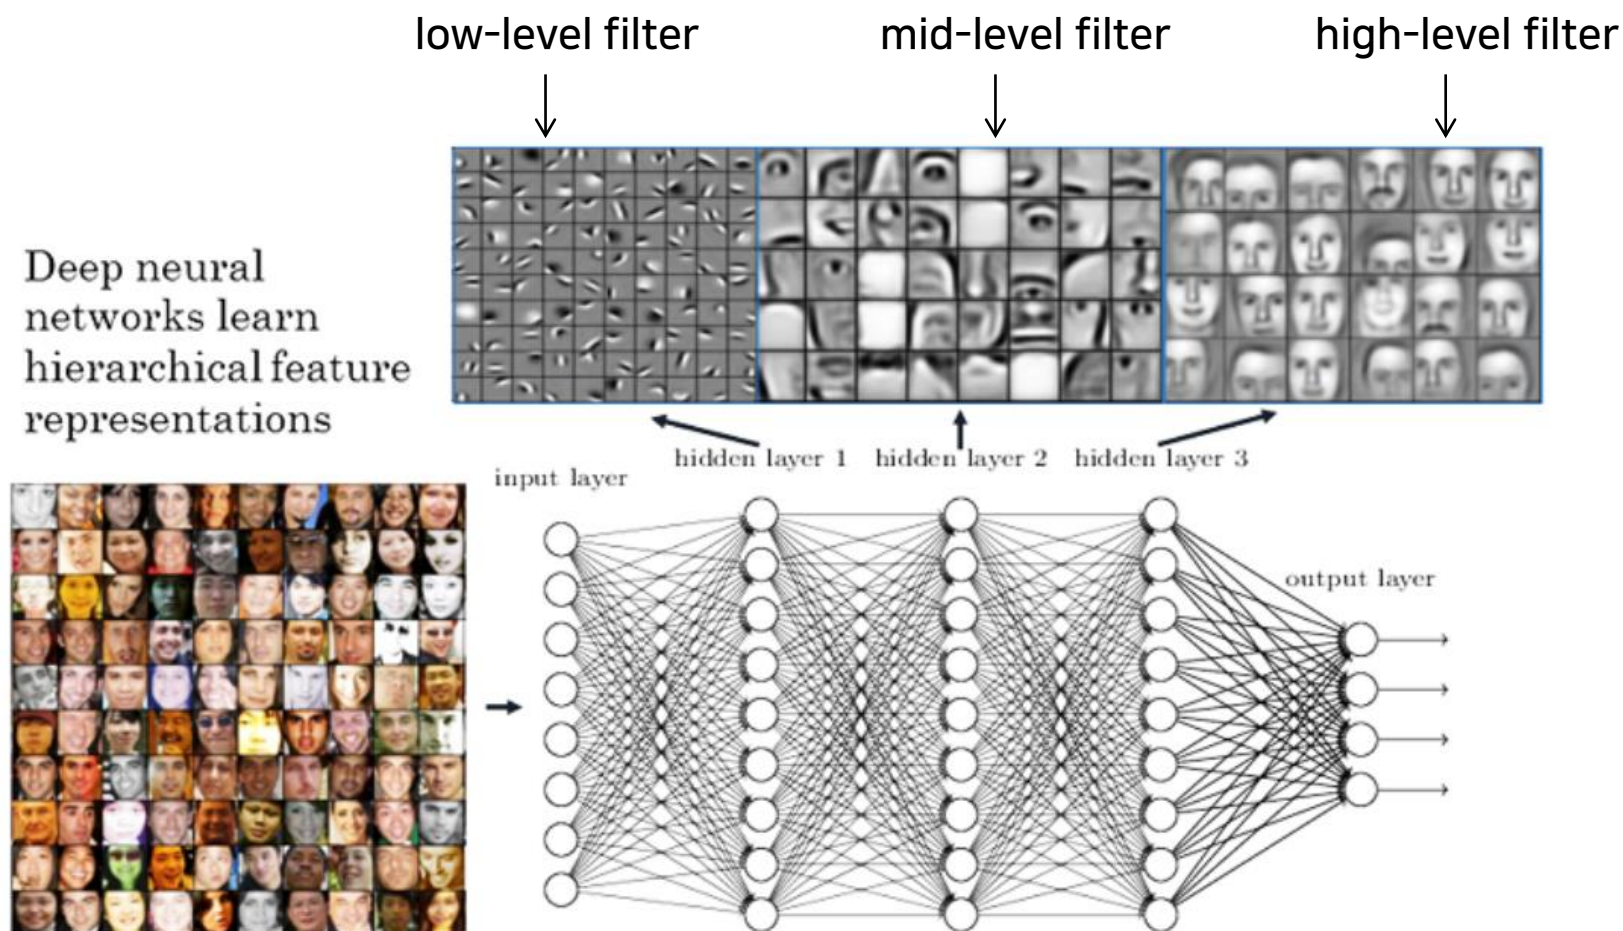 low-level filter
mid-level filter
high-level filter
Deep neural
networks learn
hierarchical feature
representations
hidden layer 1
hidden layer 2
hidden layer 3
input layer
output layer